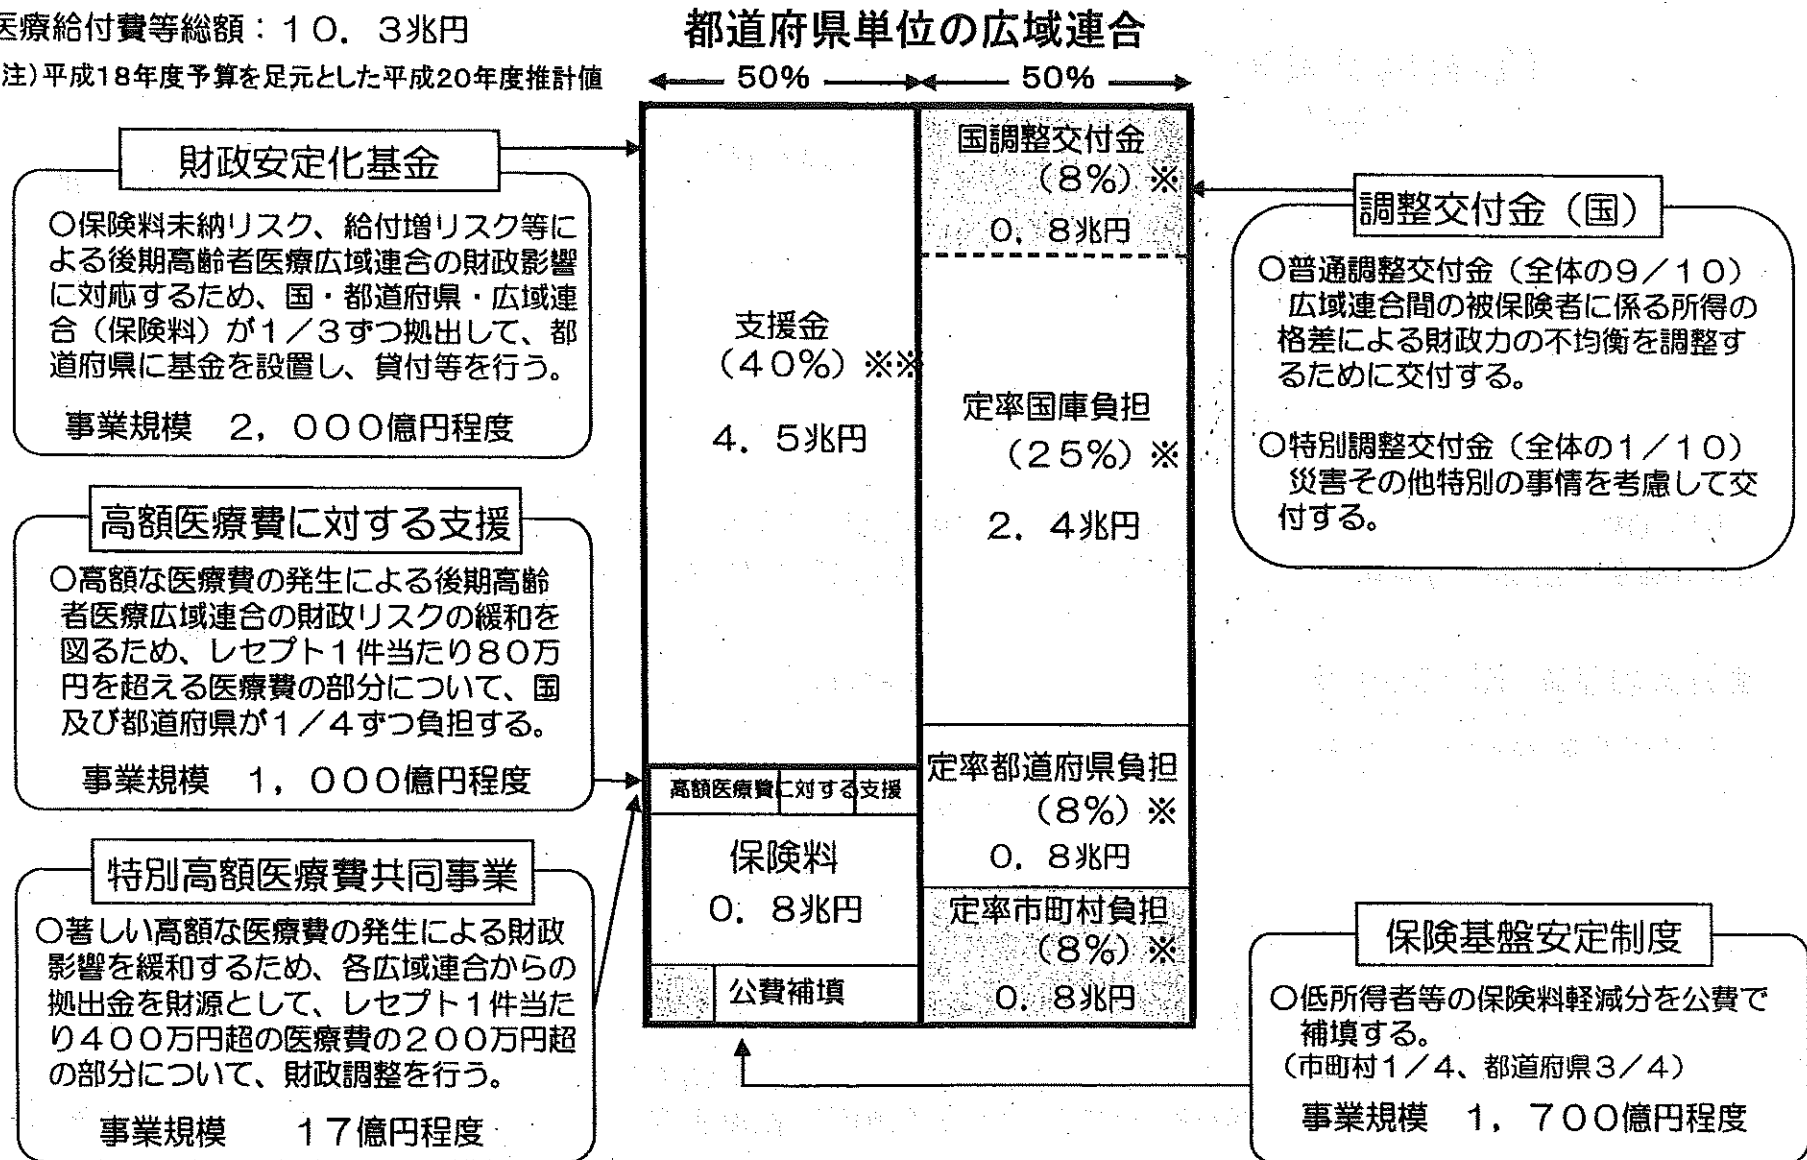 医療給付費等総額：１０．３兆円
注）平成18年度予算を足元とした平成20年度推計値
都道府県単位の広域連合
50%
50%
財政安定化基金
○保険料未納リスク、給付増リスク等に
よる後期高齢者医療広域連合の財政影響
に対応するため、国・都道府県・広域連
合（保険料）が１／３ずつ拠出して、都
道府県に基金を設置し、貸付等を行う。
事業規模　２，０００億円程度
高額医療費に対する支援
○高額な医療費の発生による後期高齢
者医療広域連合の財政リスクの緩和を
図るため、レセプト１件当たり８０万
円を超える医療費の部分について、国
及び都道府県が１／４ずつ負担する。
事業規模　１，０００億円程度
特別高額医療費共同事業
○著しい高額な医療費の発生による財政
影響を緩和するため、各広域連合からの
拠出金を財源として、レセプト１件当た
り４００万円超の医療費の２００万円超
の部分について、財政調整を行う。
事業規模　　１７億円程度
支援金
（４０％）※※
４．５兆円
高額医療費に対する支援
保険料
０．８兆円
公費補填
国調整交付金
（８％）※
０．８兆円
定率国庫負担
（２５％）※
２．４兆円
定率都道府県負担
（８％）※
０．８兆円
定率市町村負担
（８％）※
０．８兆円
調整交付金（国）
○普通調整交付金（全体の９／１０）
広域連合間の被保険者に係る所得の
格差による財政力の不均衡を調整す
るために交付する。
○特別調整交付金（全体の１／１０）
災害その他特別の事情を考慮して交
付する。
保険基盤安定制度
○低所得者等の保険料軽減分を公費で
補填する。
（市町村１／４、都道府県３／４）
事業規模　１，７００億円程度